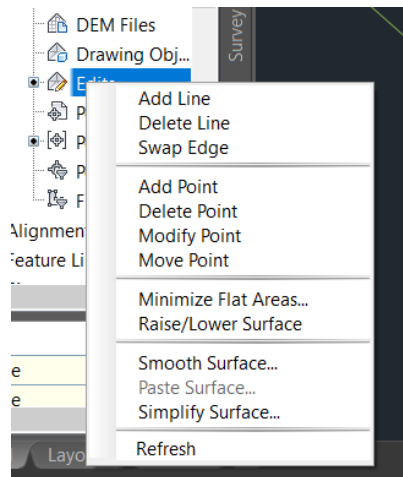 DEM Files
Drawing Obj...
Survey
Add Line
Delete Line
Swap Edge
Add Point
Delete Point
Modify Point
Move Point
Minimize Flat Areas...
Raise/Lower Surface
Smooth Surface...
Paste Surface...
Simplify Surface...
Refresh